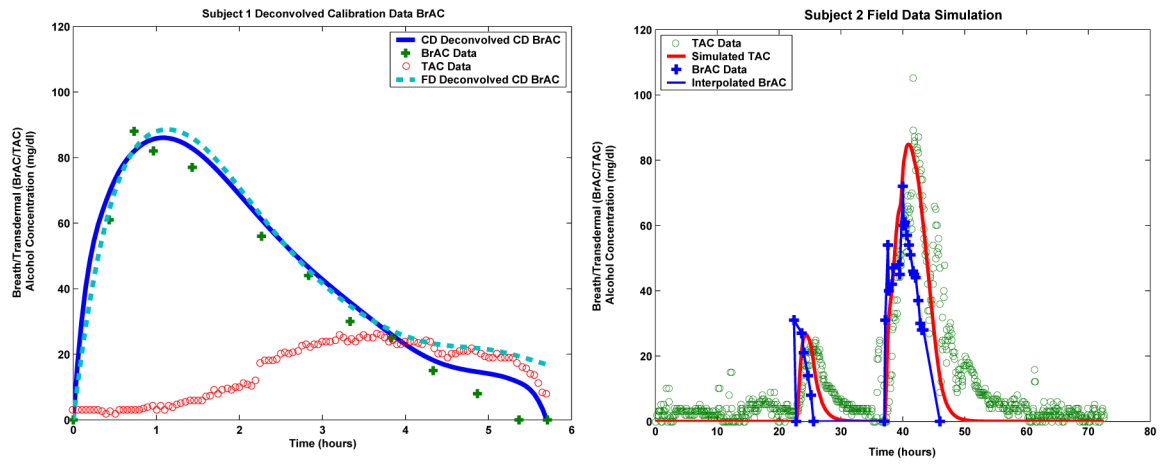 Subject 1 Deconvolved Calibration Data BrAC
120
100
80
60
40
20
0
Breath/Transdermal (BrAC/TAC)
Alcohol Concentration (mg/dl)
CD Deconvolved CD BrAC
BrAC Data
TAC Data
FD Deconvolved CD BrAC
0 1 2 3 4 5 6
Time (hours)
Subject 2 Field Data Simulation
120
100
80
60
40
20
0
Breath/Transdermal (BrAC/TAC)
Alcohol Concentration (mg/dl)
TAC Data
Simulated TAC
BrAC Data
Interpolated BrAC
0 10 20 30 40 50 60 70 80
Time (hours)